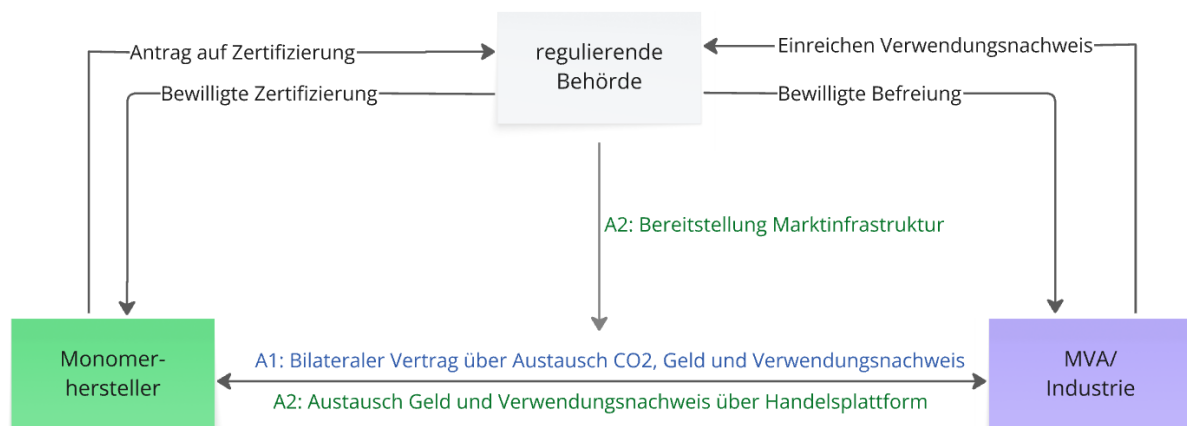 Antrag auf Zertifizierung
regulierende
Behörde
Einreichen Verwendungsnachweis
Bewilligte Zertifizierung
Bewilligte Befreiung
A2: Bereitstellung Marktinfrastruktur
Monomer-
hersteller
A1: Bilateraler Vertrag über Austausch CO2, Geld und Verwendungsnachweis
A2: Austausch Geld und Verwendungsnachweis über Handelsplattform
MVA/
Industrie